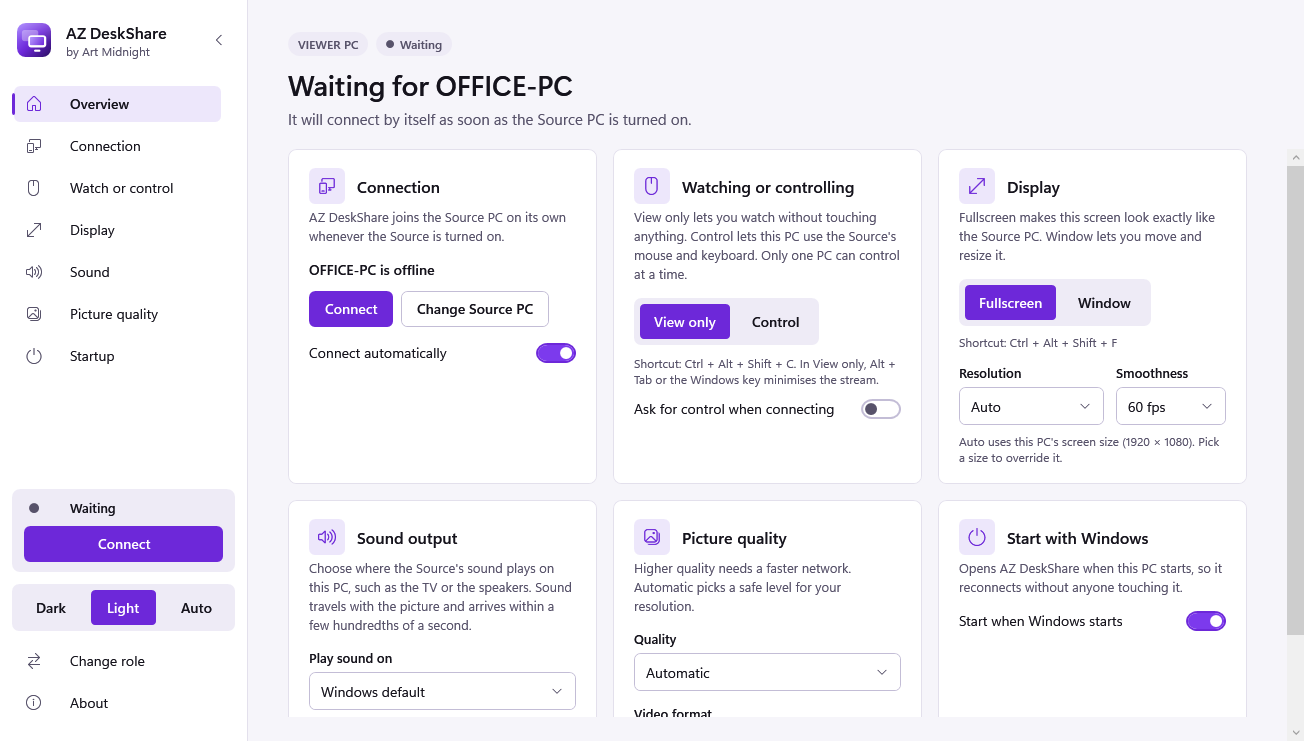 AZ DeskShare
by Art Midnight
Overview
Connection
Watch or control
Display
Sound
Picture quality
Startup
Waiting
Connect
Dark
Light
Auto
Change role
About
VIEWER PC
Waiting
Waiting for OFFICE-PC
It will connect by itself as soon as the Source PC is turned on.
Connection
AZ DeskShare joins the Source PC on its own
whenever the Source is turned on.
OFFICE-PC is offline
Connect
Change Source PC
Connect automatically
Watching or controlling
View only lets you watch without touching
anything. Control lets this PC use the Source's
mouse and keyboard. Only one PC can control
at a time.
View only
Control
Shortcut: Ctrl + Alt + Shift + C. In View only, Alt +
Tab or the Windows key minimises the stream.
Ask for control when connecting
Display
Fullscreen makes this screen look exactly like
the Source PC. Window lets you move and
resize it.
Fullscreen
Window
Shortcut: Ctrl + Alt + Shift + F
Resolution
Smoothness
Auto
60 fps
Auto uses this PC's screen size (1920 × 1080). Pick
a size to override it.
Sound output
Choose where the Source's sound plays on
this PC, such as the TV or the speakers. Sound
travels with the picture and arrives within a
few hundredths of a second.
Play sound on
Windows default
Picture quality
Higher quality needs a faster network.
Automatic picks a safe level for your
resolution.
Quality
Automatic
Video format
Start with Windows
Opens AZ DeskShare when this PC starts, so it
reconnects without anyone touching it.
Start when Windows starts